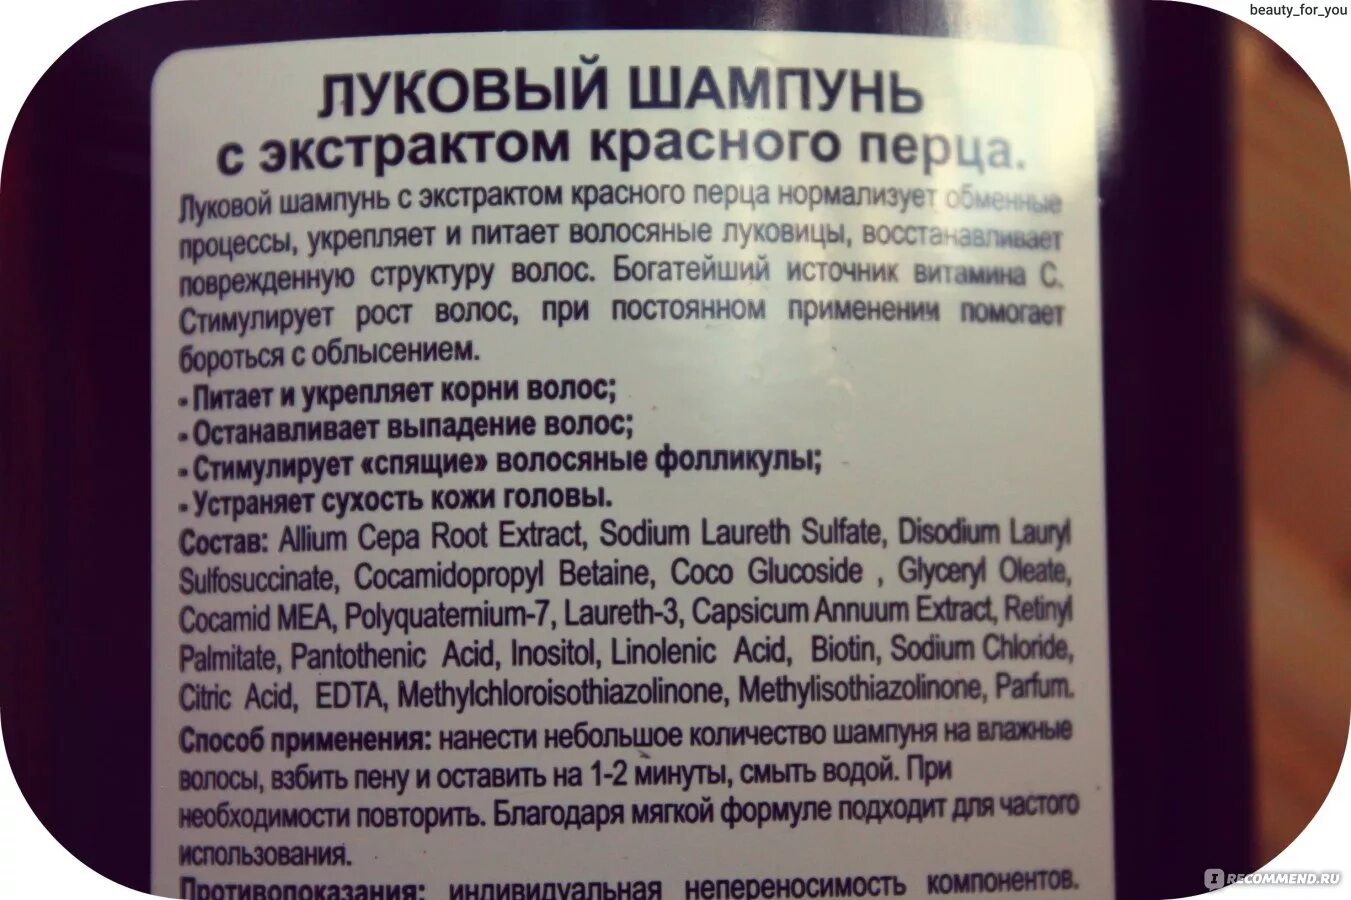 beauty_for_you
ЛУКОВЫЙ ШАМПУНЬ
с экстрактом красного перца.
Луковой шампунь с экстрактом красного перца нормализует обменные
процессы, укрепляет и питает волосяные луковицы, восстанавливает
поврежденную структуру волос. Богатейший источник витамина С.
Стимулирует рост волос, при постоянном применении помогает
бороться с облысением.
- Питает и укрепляет корни волос;
- Останавливает выпадение волос;
- Стимулирует «спящие» волосяные фолликулы;
- Устраняет сухость кожи головы.
Состав: Allium Cepa Root Extract, Sodium Laureth Sulfate, Disodium Lauryl
Sulfosuccinate, Cocamidopropyl Betaine, Coco Glucoside , Glyceryl Oleate,
Cocamid MEA, Polyquaternium-7, Laureth-3, Capsicum Annuum Extract, Retinyl
Palmitate, Pantothenic Acid, Inositol, Linolenic Acid, Biotin, Sodium Chloride,
Citric Acid, EDTA, Methylchloroisothiazolinone, Methylisothiazolinone, Parfum.
Способ применения: нанести небольшое количество шампуня на влажные
волосы, взбить пену и оставить на 1-2 минуты, смыть водой. При
необходимости повторить. Благодаря мягкой формуле подходит для частого
использования.
Противопоказания: индивидуальная непереносимость компонентов.
IRECOMMEND.RU